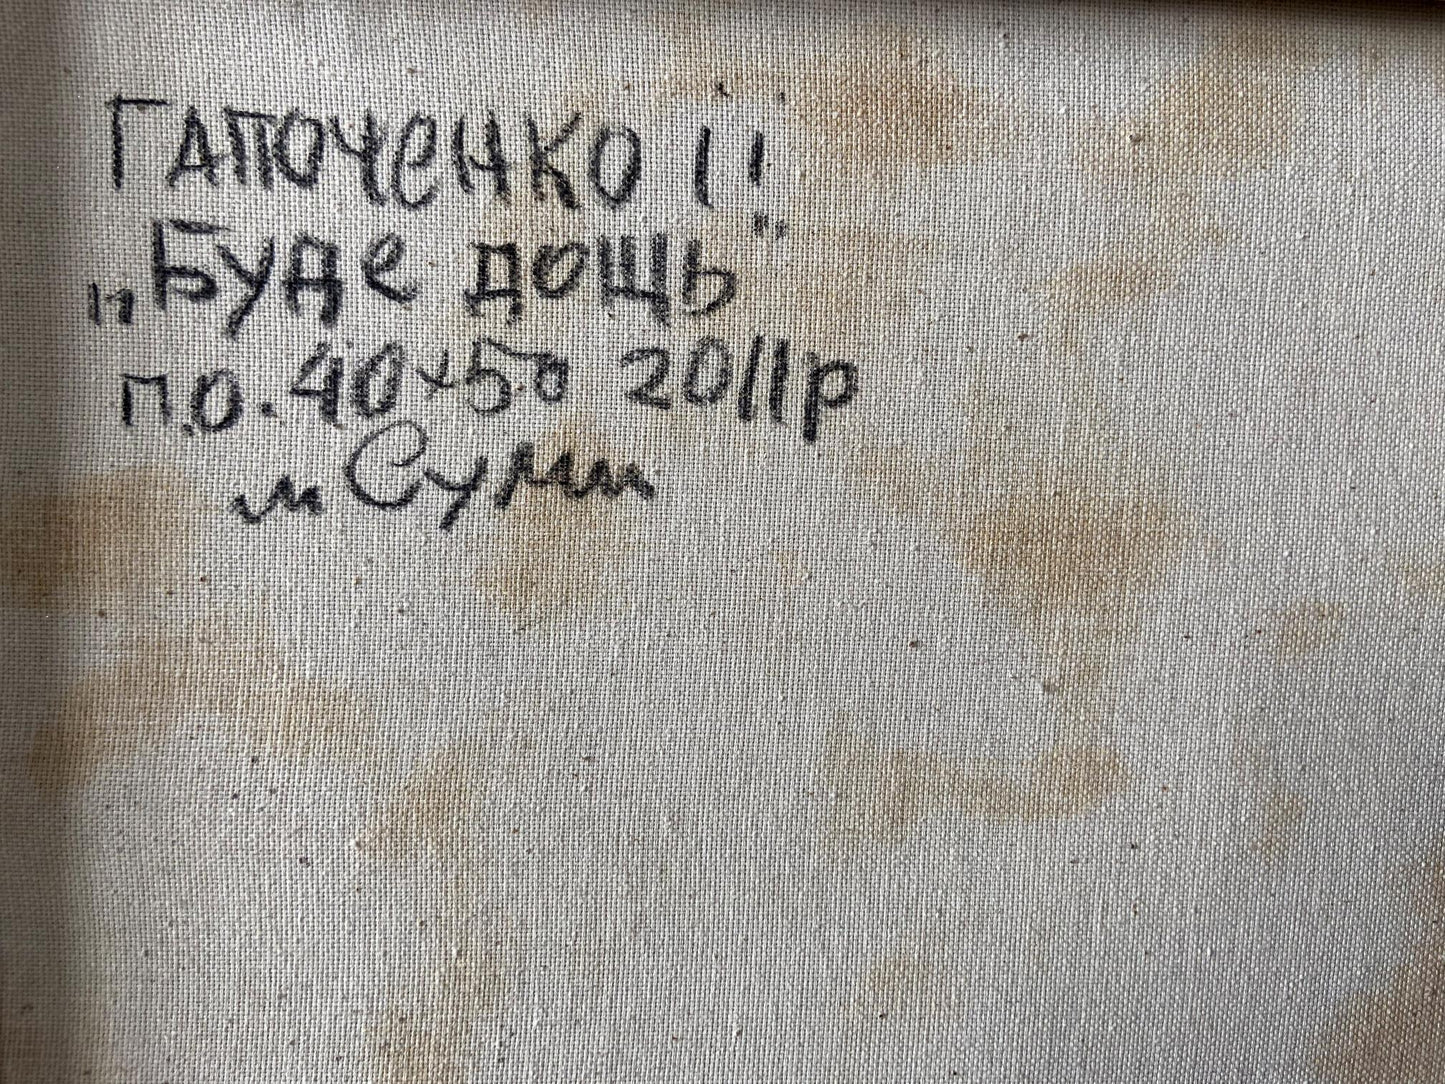 ГАПОЧЕНКО І І
„Буде дощь"
п.о. 40×50 2011р
м Суми